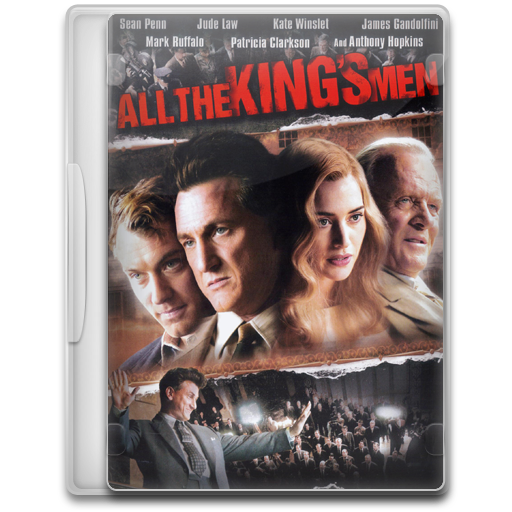 Sean Penn Jude Law Kate Winslet James Gandolfini
Mark Ruffalo Patricia Clarkson And Anthony Hopkins
ALL THE KING'S MEN